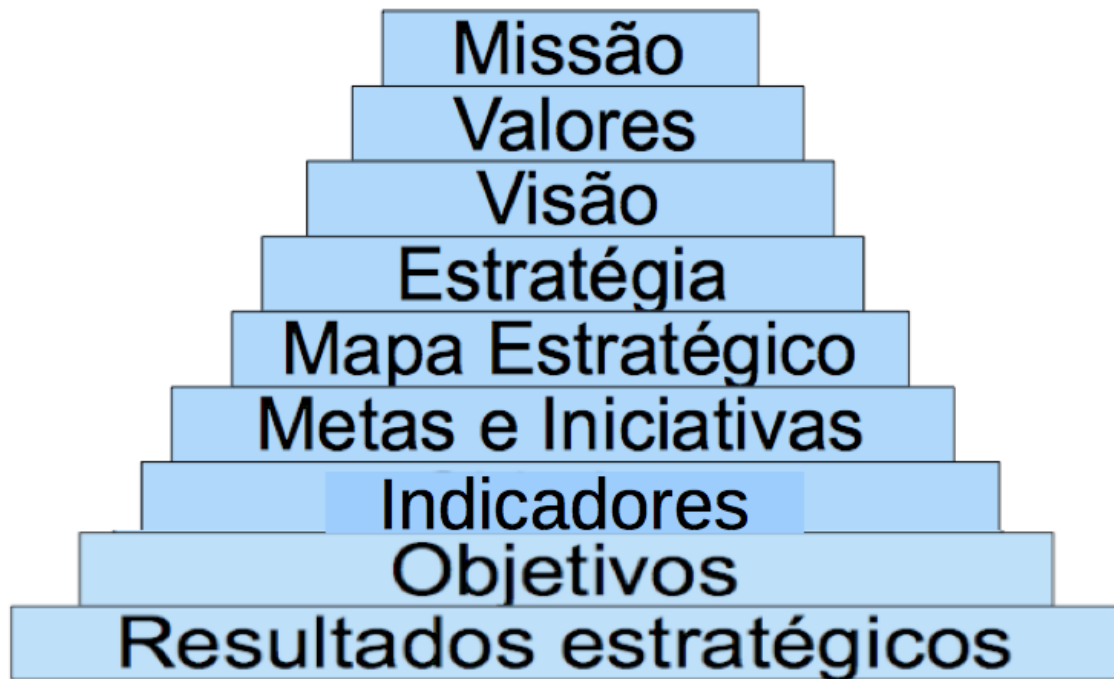 Missão
Valores
Visão
Estratégia
Mapa Estratégico
Metas e Iniciativas
Indicadores
Objetivos
Resultados estratégicos